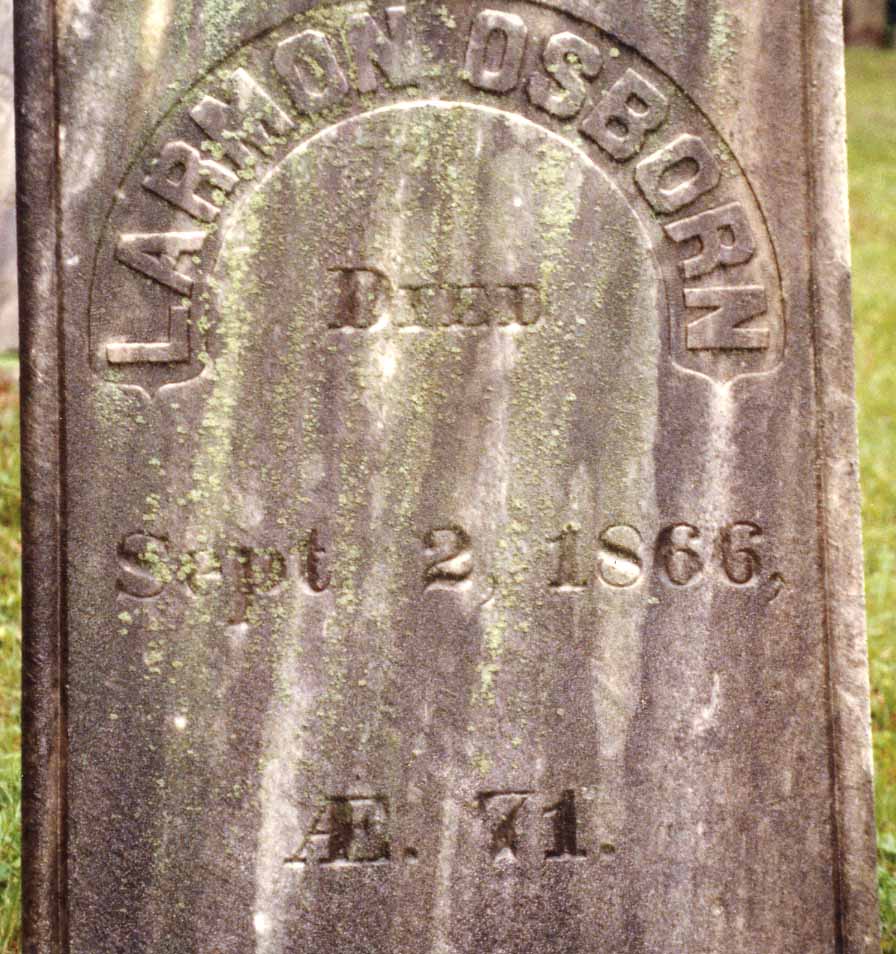 LARMON OSBORN
DIED
Sept 2, 1866,
Æ. 71.